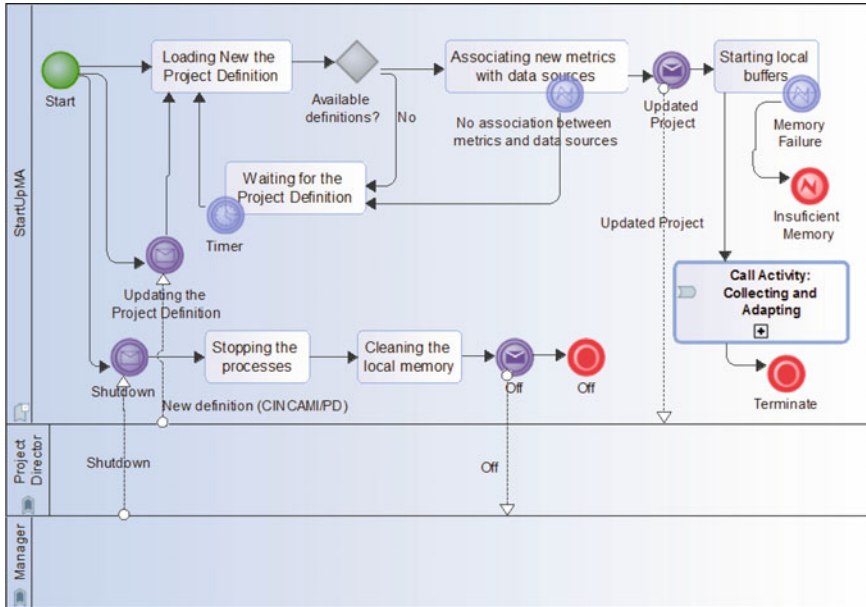 StartUpMA
Start
Loading New the
Project Definition
Available
definitions?
No
Associating new metrics
with data sources
No association between
metrics and data sources
Updated
Project
Starting local
buffers
Memory
Failure
Insuficient
Memory
Waiting for the
Project Definition
Timer
Updated Project
Updating the
Project Definition
Call Activity:
Collecting and
Adapting
Terminate
Shutdown
Stopping the
processes
Cleaning the
local memory
Off
Off
New definition (CINCAMI/PD)
Project
Director
Shutdown
Off
Manager